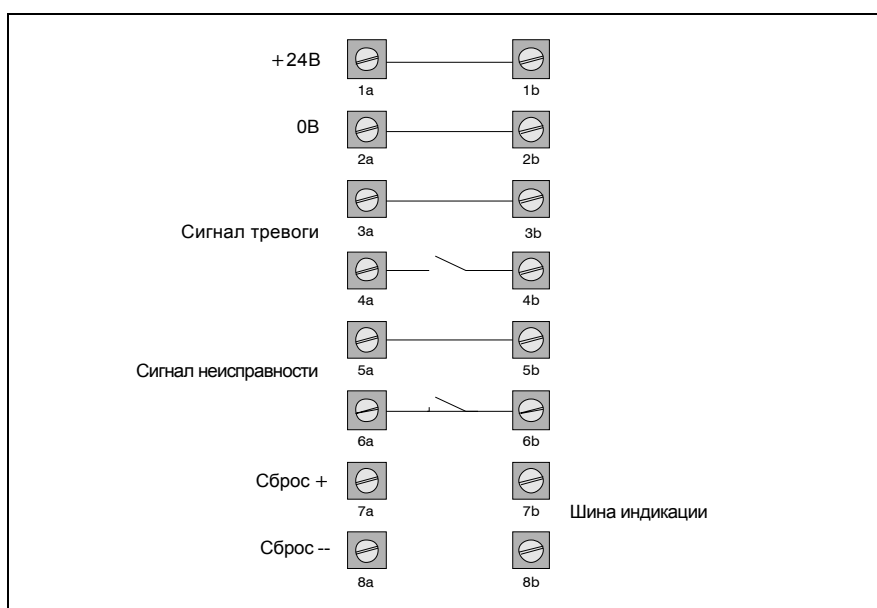 +24В
1a 1b
0В
2a 2b
3a 3b
Сигнал тревоги
4a 4b
5a 5b
Сигнал неисправности
6a 6b
Сброс +
7a 7b
Шина индикации
Сброс --
8a 8b